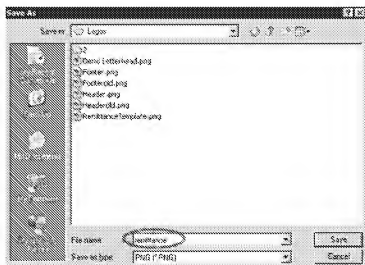 Save As
Save in: Logos
32
Demo Letterhead.png
Footer.png
Footerold.png
Header.png
Headerold.png
RemittanceTemplate.png
File name: remittance
Save
Save as type: PNG (*.PNG)
Cancel